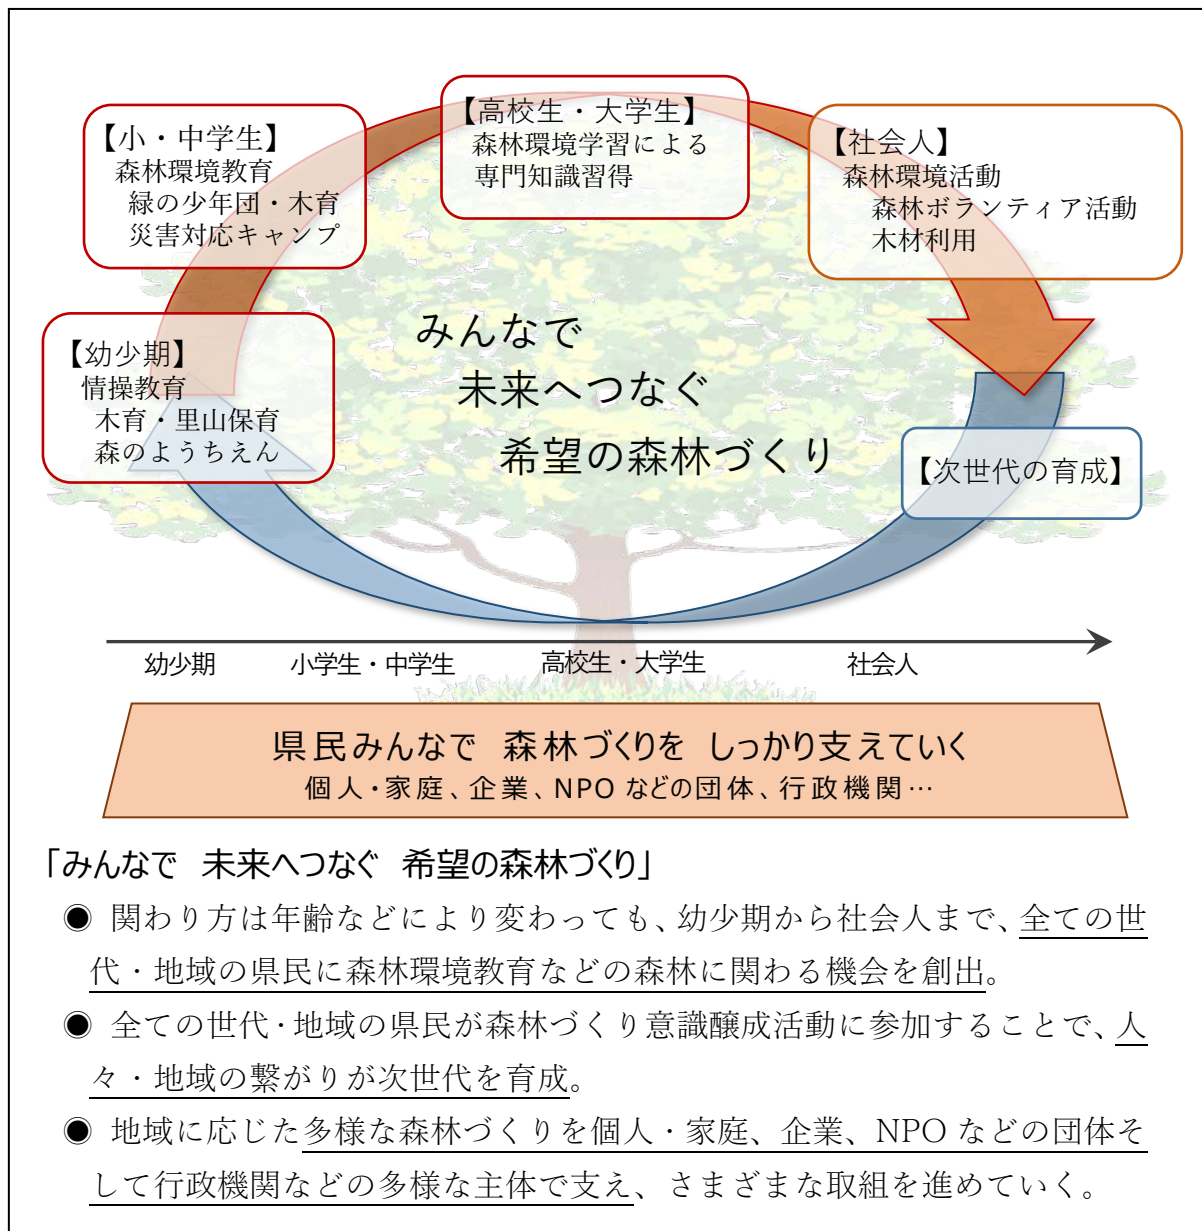 【小・中学生】
森林環境教育
緑の少年団・木育
災害対応キャンプ
【高校生・大学生】
森林環境学習による
専門知識習得
【社会人】
森林環境活動
森林ボランティア活動
木材利用
【幼少期】
情操教育
木育・里山保育
森のようちえん
みんなで
未来へつなぐ
希望の森林づくり
【次世代の育成】
幼少期 小学生・中学生 高校生・大学生 社会人
県民みんなで 森林づくりを しっかり支えていく
個人・家庭、企業、NPO などの団体、行政機関…
「みんなで 未来へつなぐ 希望の森林づくり」
◉ 関わり方は年齢などにより変わっても、幼少期から社会人まで、全ての世
代・地域の県民に森林環境教育などの森林に関わる機会を創出。
◉ 全ての世代・地域の県民が森林づくり意識醸成活動に参加することで、人
々・地域の繋がりが次世代を育成。
◉ 地域に応じた多様な森林づくりを個人・家庭、企業、NPO などの団体そ
して行政機関などの多様な主体で支え、さまざまな取組を進めていく。